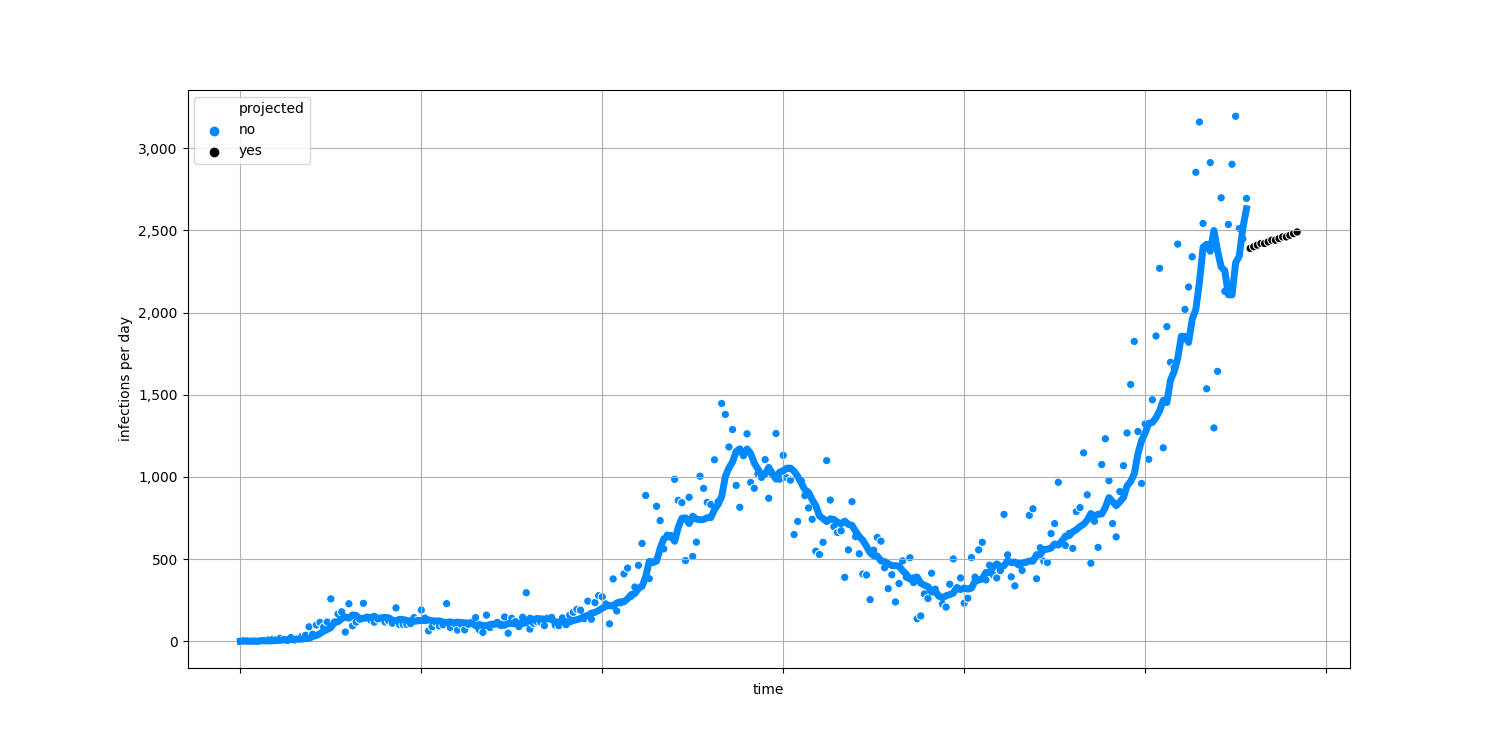 projected
no
yes
3,000
2,500
2,000
1,500
1,000
500
0
infections per day
time